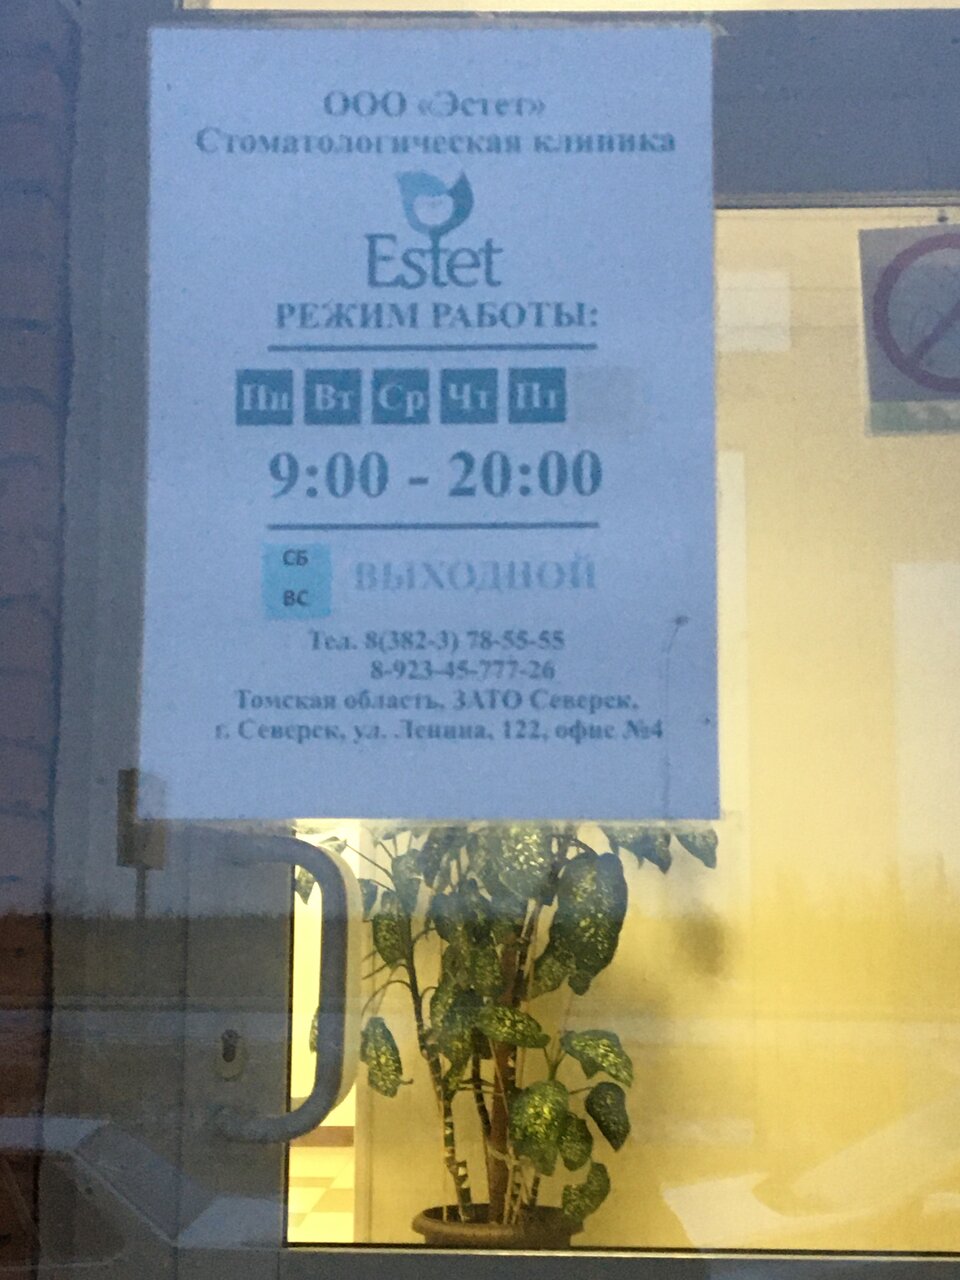 ООО «Эстет»
Стоматологическая клиника
Estet
РЕЖИМ РАБОТЫ:
Пн Вт Ср Чт Пт
9:00 - 20:00
СБ
ВС
ВЫХОДНОЙ
Тел. 8(382-3) 78-55-55
8-923-45-777-26
Томская область, ЗАТО Северск,
г. Северск, ул. Ленина, 122, офис №4